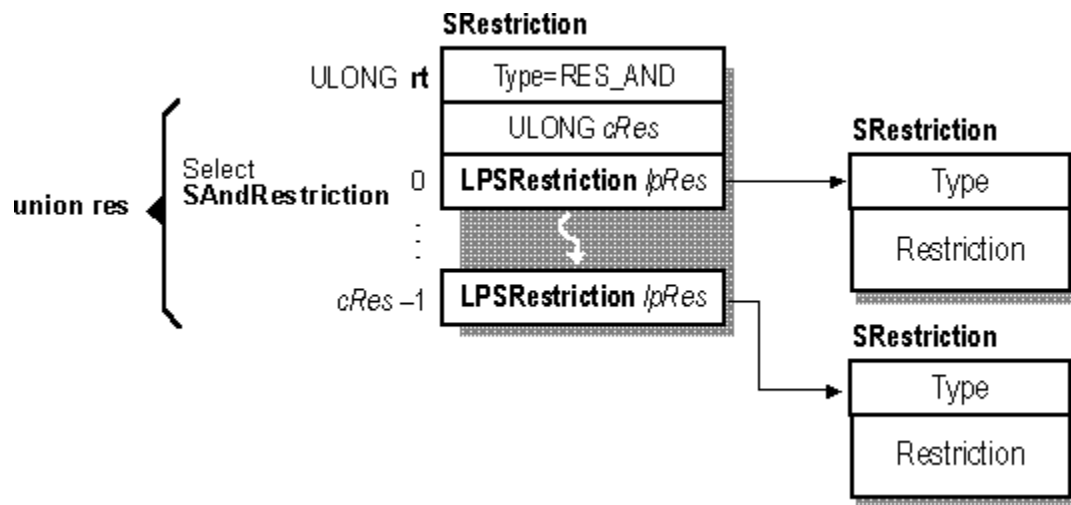 SRestriction
ULONG rt
Type=RES_AND
ULONG cRes
union res
Select
SAndRestriction
0
LPSRestriction lpRes
cRes –1
LPSRestriction lpRes
SRestriction
Type
Restriction
SRestriction
Type
Restriction